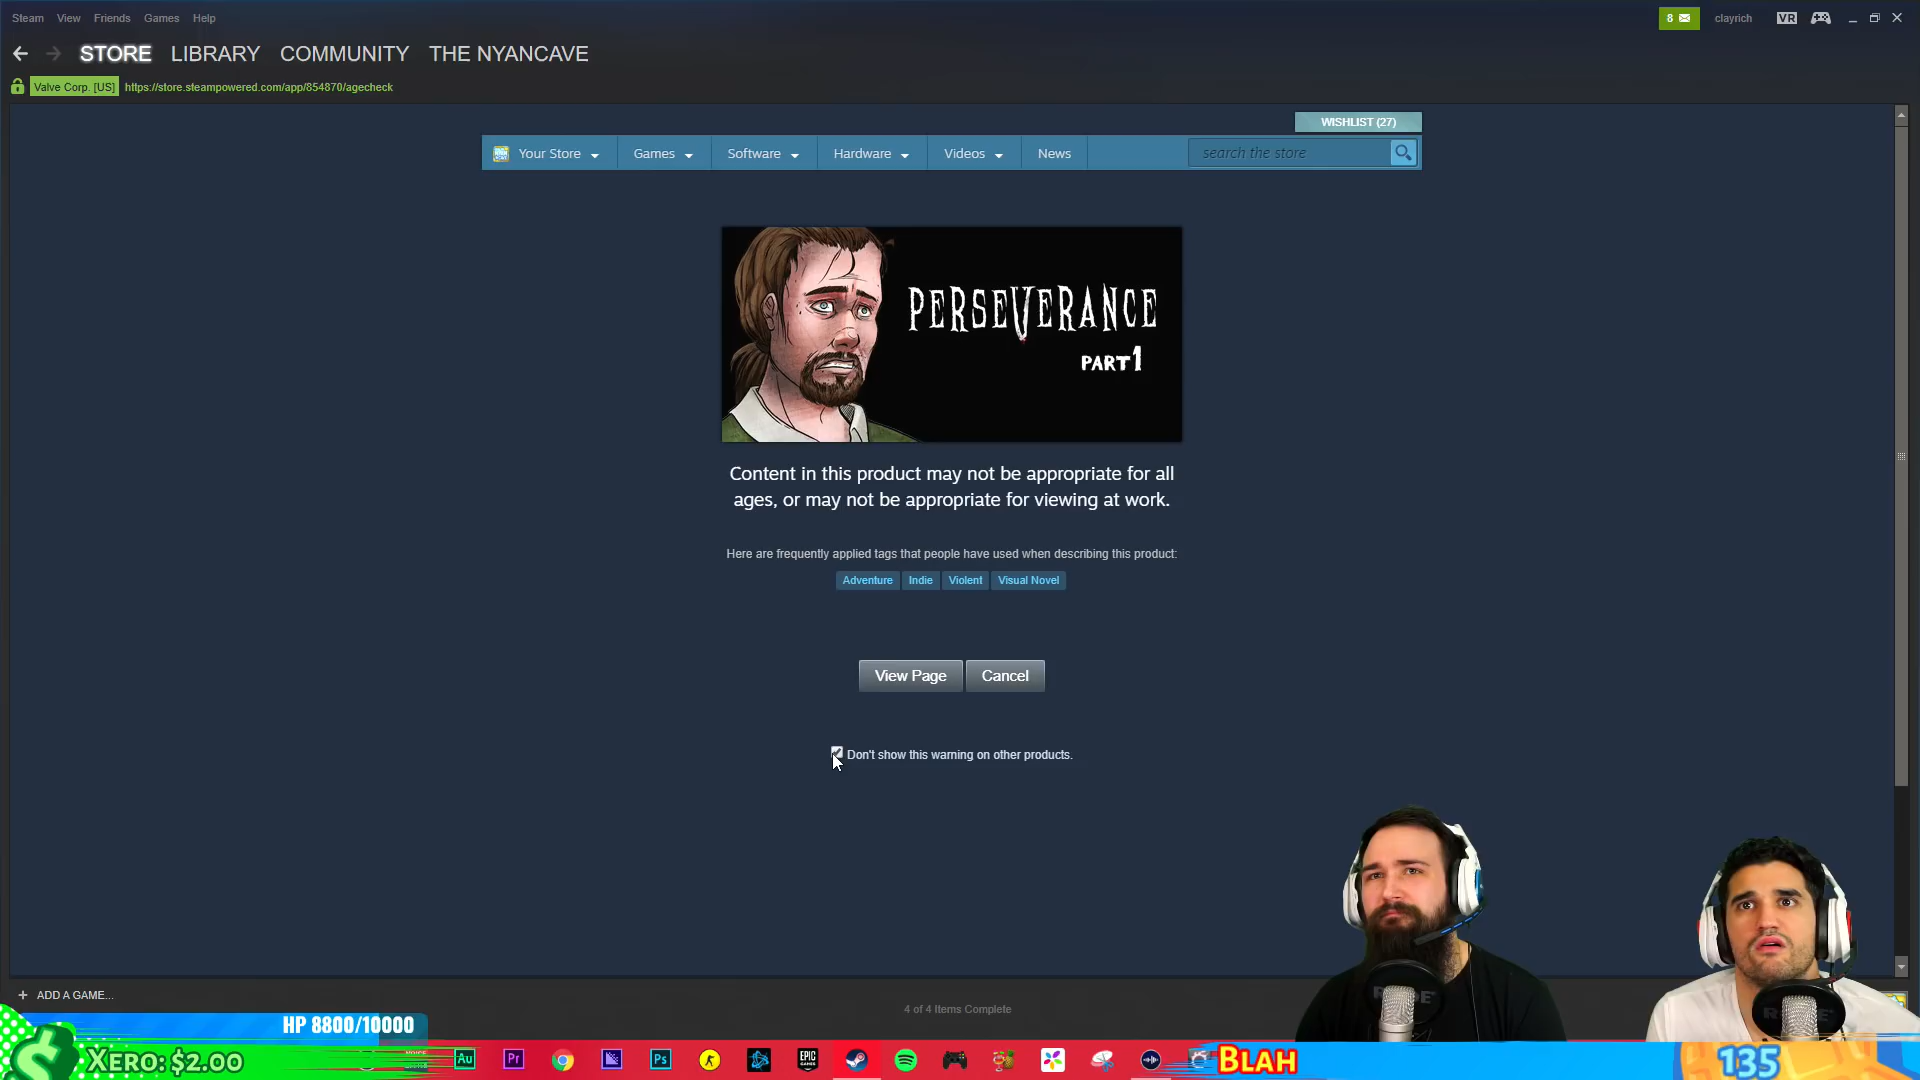 Steam View Friends Games Help
8
clayrich
VR
STORE LIBRARY COMMUNITY THE NYANCAVE
Valve Corp. [US] https://store.steampowered.com/app/854870/agecheck
WISHLIST (27)
Your Store Games Software Hardware Videos News
search the store
PERSEVERANCE
PART 1
Content in this product may not be appropriate for all
ages, or may not be appropriate for viewing at work.
Here are frequently applied tags that people have used when describing this product:
Adventure Indie Violent Visual Novel
View Page Cancel
Don't show this warning on other products.
+ ADD A GAME...
4 of 4 Items Complete
HP 8800/10000
XERO: $2.00
Au Pr Ps
EPIC GAMES
BLAH
135